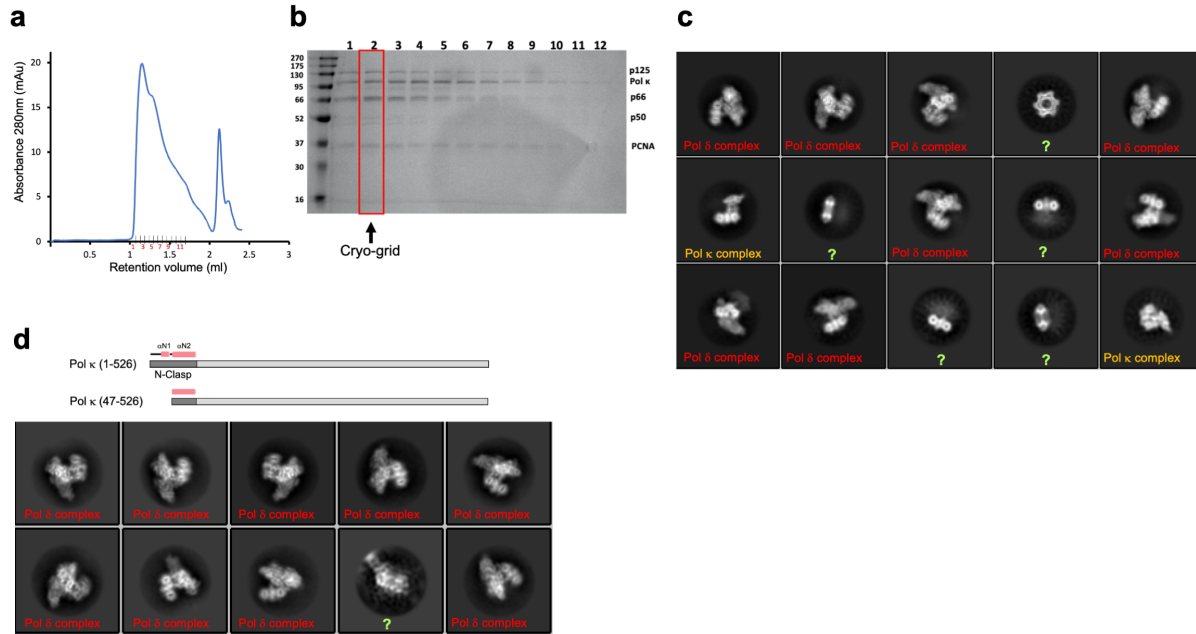 a
Absorbance 280nm (mAu)
20
15
10
5
0
0.5
1
1.5
2
2.5
3
1 3 5 7 9 11
Retention volume (ml)
b
1 2 3 4 5 6 7 8 9 10 11 12
270
175
130
95
66
52
37
30
16
p125
Pol κ
p66
p50
PCNA
Cryo-grid
c
Pol δ complex
Pol δ complex
Pol δ complex
?
Pol δ complex
Pol κ complex
?
Pol δ complex
?
Pol δ complex
Pol δ complex
Pol δ complex
?
?
Pol κ complex
d
αN1 αN2
Pol κ (1-526)
N-Clasp
Pol κ (47-526)
Pol δ complex
Pol δ complex
Pol δ complex
Pol δ complex
Pol δ complex
Pol δ complex
Pol δ complex
Pol δ complex
?
Pol δ complex